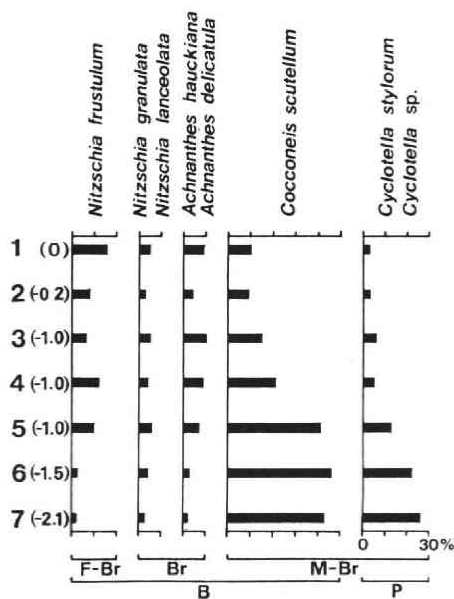 Nitzschia frustulum
Nitzschia granulata
Nitzschia lanceolata
Achnanthes hauckiana
Achnanthes delicatula
Cocconeis scutellum
Cyclotella stylorum
Cyclotella sp.
1 (0)
2 (-0 2)
3 (-1.0)
4 (-1.0)
5 (-1.0)
6 (-1.5)
7 (-2.1)
0 30%
F-Br Br M-Br
B P